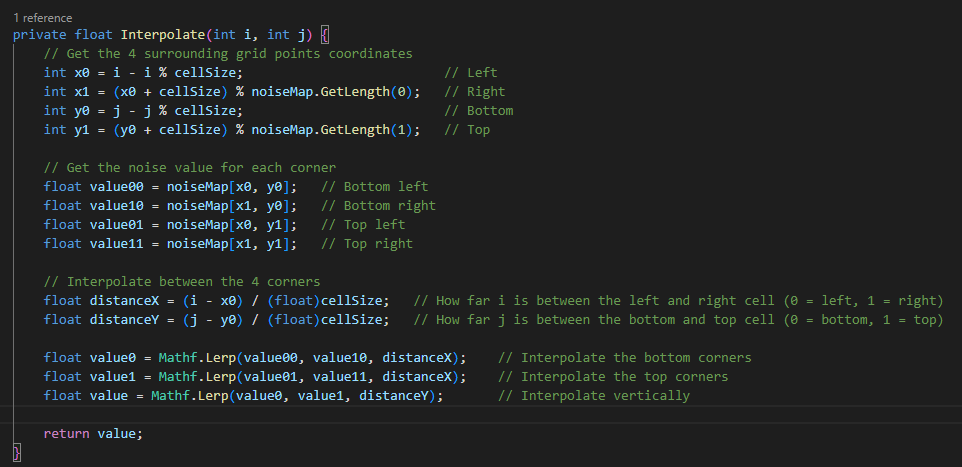 1 reference
private float Interpolate(int i, int j) {
// Get the 4 surrounding grid points coordinates
int x0 = i - i % cellSize; // Left
int x1 = (x0 + cellSize) % noiseMap.GetLength(0); // Right
int y0 = j - j % cellSize; // Bottom
int y1 = (y0 + cellSize) % noiseMap.GetLength(1); // Top
// Get the noise value for each corner
float value00 = noiseMap[x0, y0]; // Bottom left
float value10 = noiseMap[x1, y0]; // Bottom right
float value01 = noiseMap[x0, y1]; // Top left
float value11 = noiseMap[x1, y1]; // Top right
// Interpolate between the 4 corners
float distanceX = (i - x0) / (float)cellSize; // How far i is between the left and right cell (0 = left, 1 = right)
float distanceY = (j - y0) / (float)cellSize; // How far j is between the bottom and top cell (0 = bottom, 1 = top)
float value0 = Mathf.Lerp(value00, value10, distanceX); // Interpolate the bottom corners
float value1 = Mathf.Lerp(value01, value11, distanceX); // Interpolate the top corners
float value = Mathf.Lerp(value0, value1, distanceY); // Interpolate vertically
return value;
}